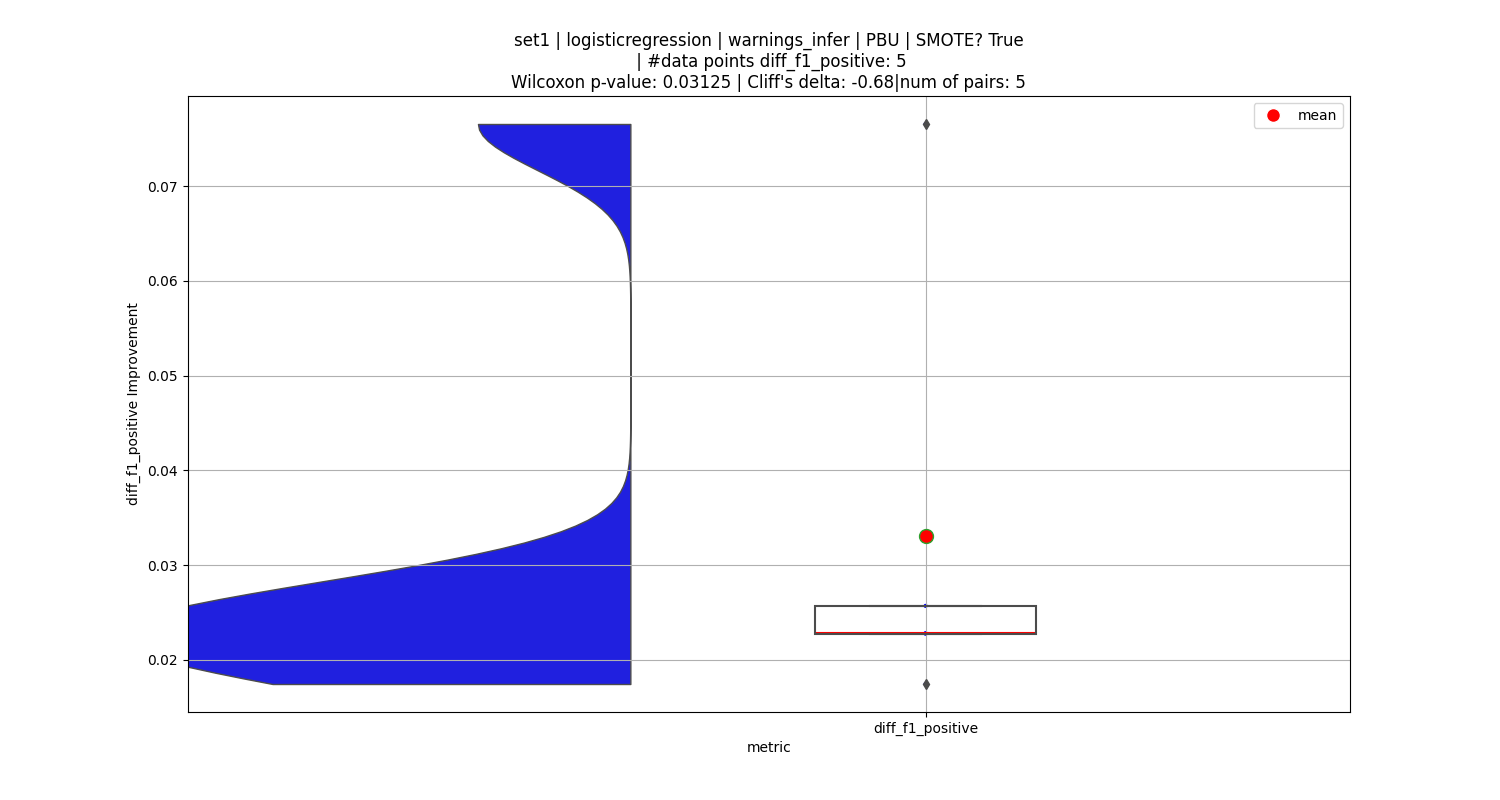 set1 | logisticregression | warnings_infer | PBU | SMOTE? True
| #data points diff_f1_positive: 5
Wilcoxon p-value: 0.03125 | Cliff's delta: -0.68|num of pairs: 5
mean
0.07
0.06
0.05
0.04
0.03
0.02
diff_f1_positive Improvement
diff_f1_positive
metric